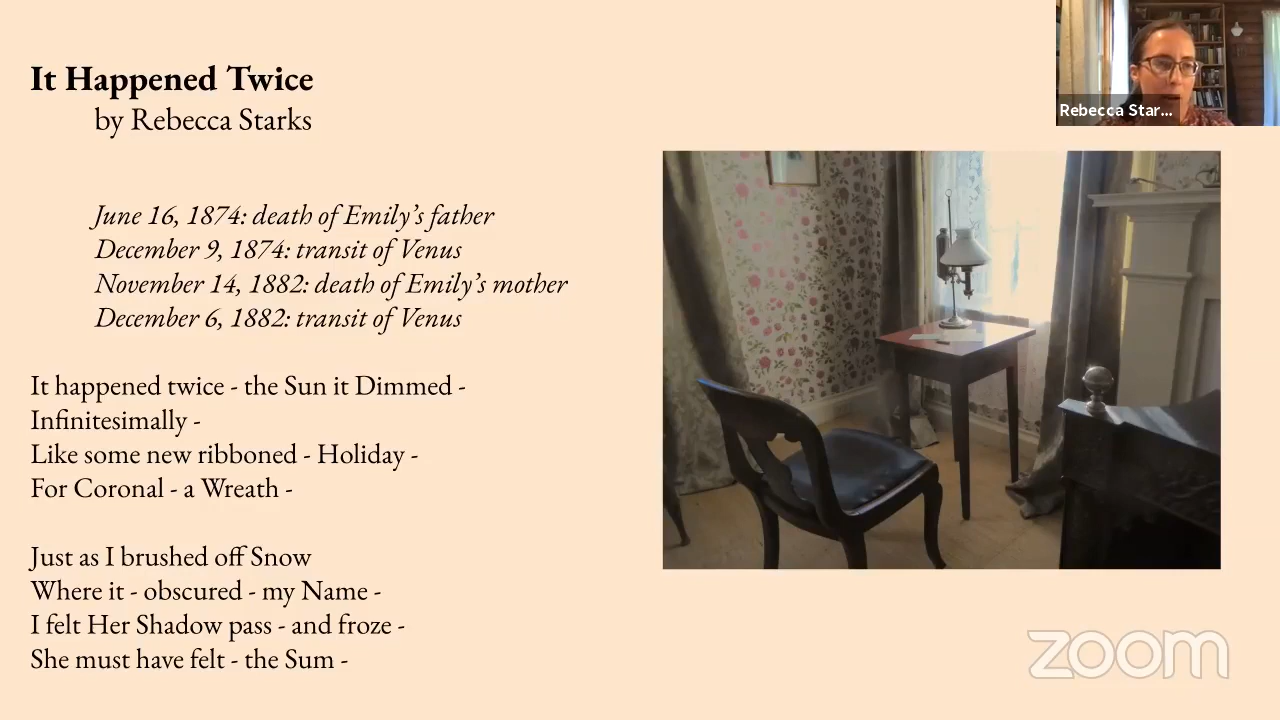 It Happened Twice
by Rebecca Starks
June 16, 1874: death of Emily's father
December 9, 1874: transit of Venus
November 14, 1882: death of Emily's mother
December 6, 1882: transit of Venus
It happened twice - the Sun it Dimmed -
Infinitesimally -
Like some new ribboned - Holiday -
For Coronal - a Wreath -
Just as I brushed off Snow
Where it - obscured - my Name -
I felt Her Shadow pass - and froze -
She must have felt - the Sum -
Rebecca Star...
zoom